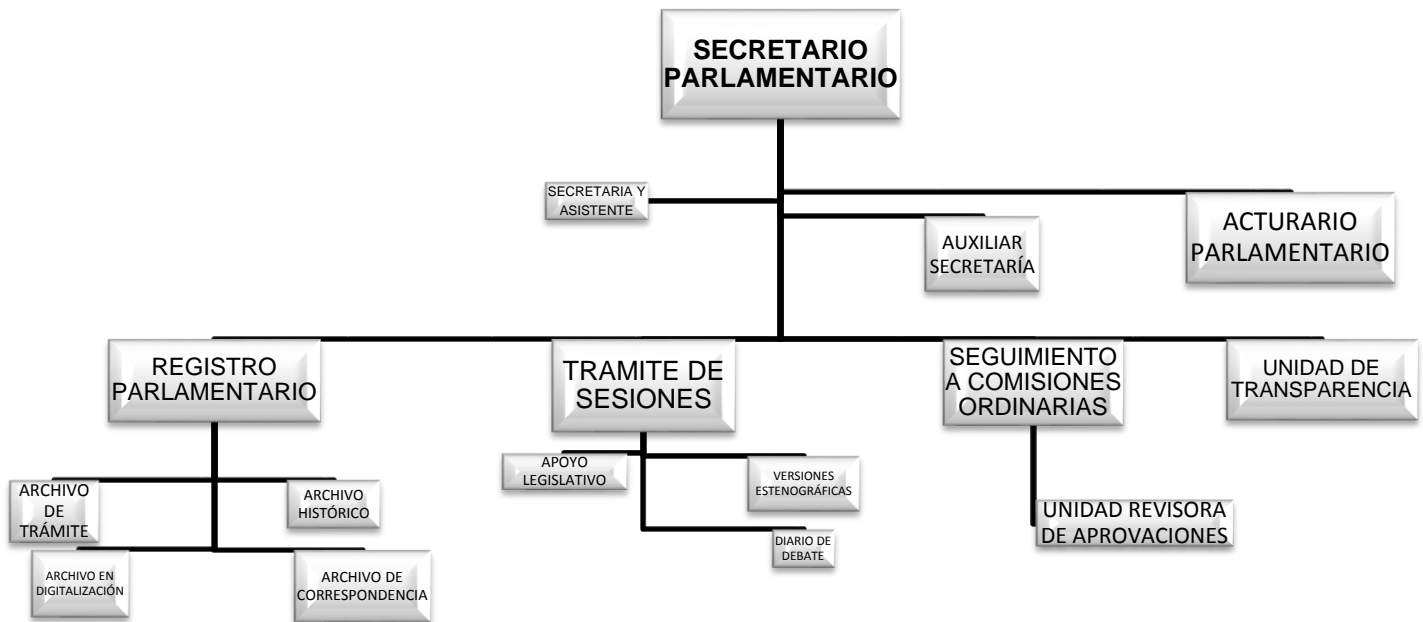 SECRETARIO
PARLAMENTARIO
SECRETARIA Y
ASISTENTE
AUXILIAR
SECRETARÍA
ACTURARIO
PARLAMENTARIO
REGISTRO
PARLAMENTARIO
TRAMITE DE
SESIONES
SEGUIMIENTO
A COMISIONES
ORDINARIAS
UNIDAD DE
TRANSPARENCIA
ARCHIVO
DE
TRÁMITE
ARCHIVO
HISTÓRICO
ARCHIVO EN
DIGITALIZACIÓN
ARCHIVO DE
CORRESPONDENCIA
APOYO
LEGISLATIVO
VERSIONES
ESTENOGRÁFICAS
DIARIO DE
DEBATE
UNIDAD REVISORA
DE APROVACIONES